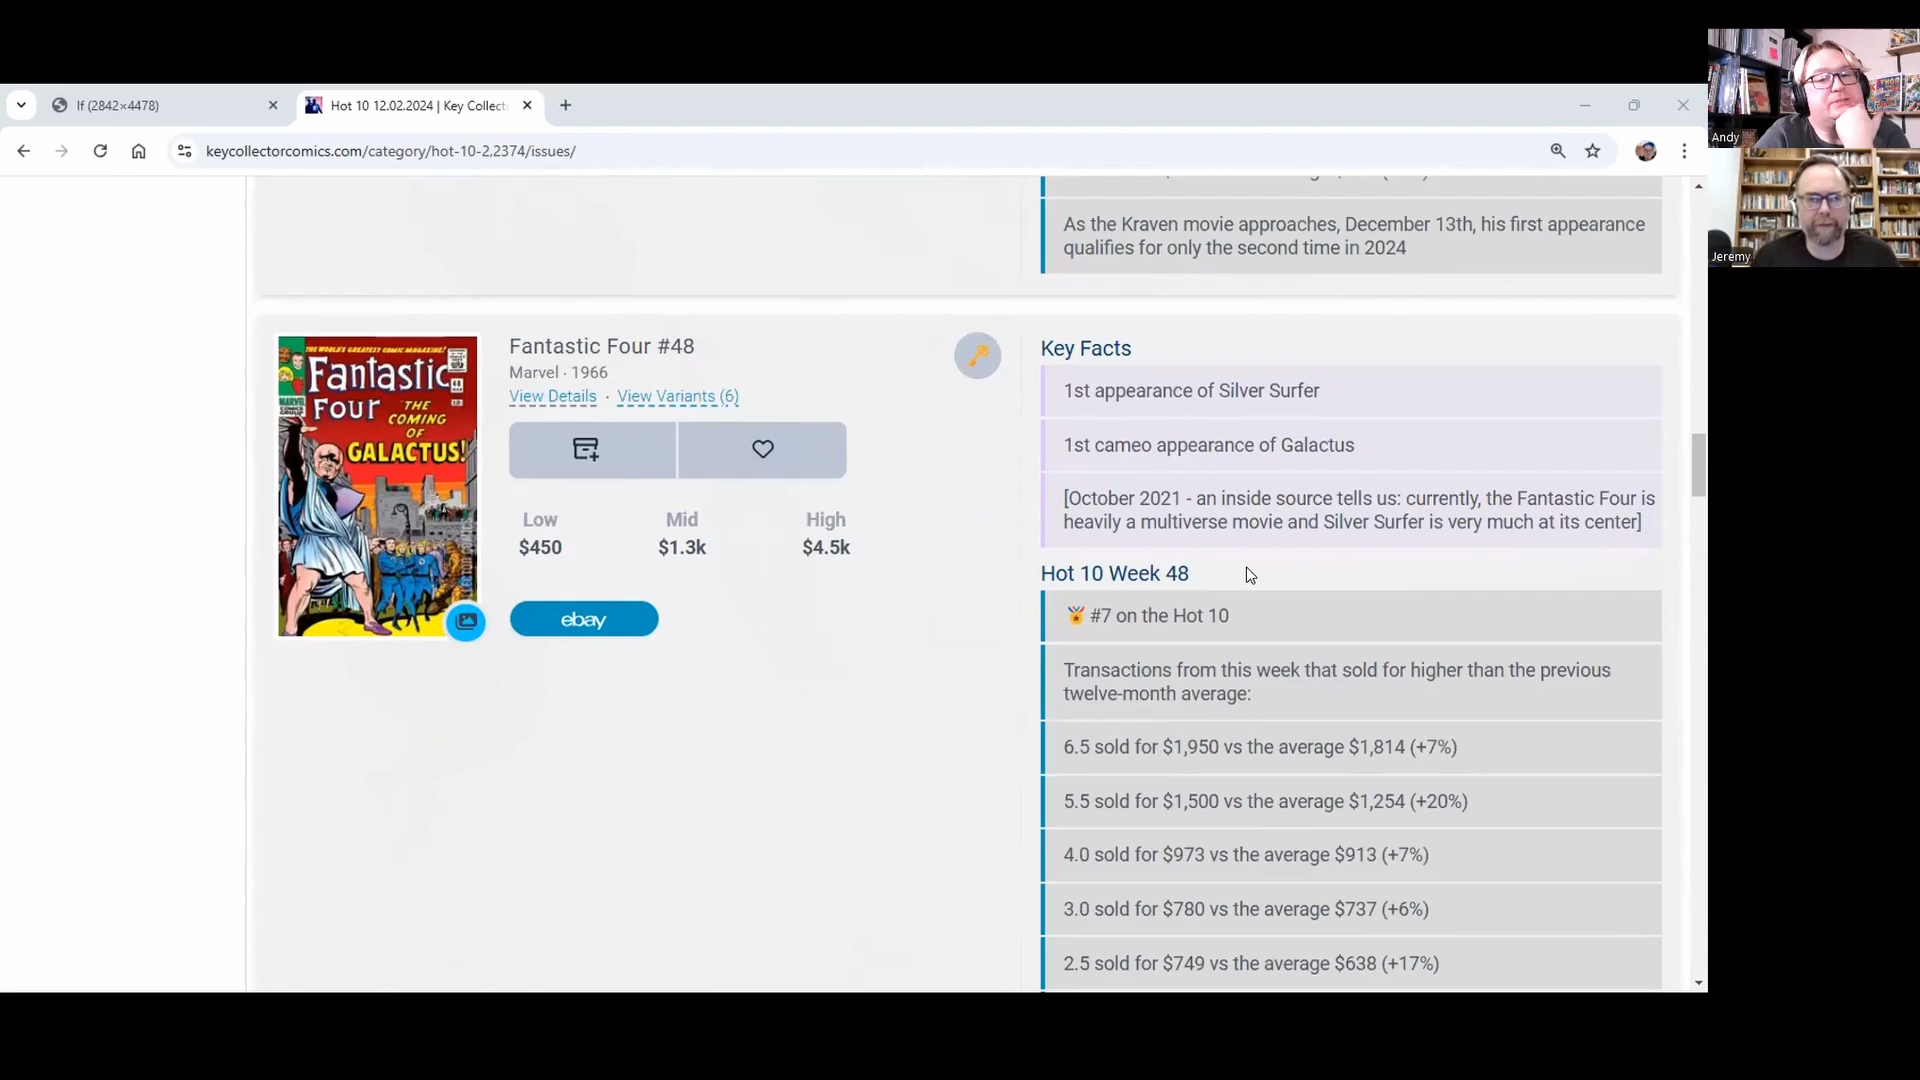 If (2842×4478)
Hot 10 12.02.2024 | Key Collect
keycollectorcomics.com/category/hot-10-2,2374/issues/
Andy
Jeremy
As the Kraven movie approaches, December 13th, his first appearance
qualifies for only the second time in 2024
THE WORLD'S GREATEST COMIC MAGAZINE!
Fantastic
Four
THE
COMING
OF
GALACTUS!
Fantastic Four #48
Marvel · 1966
View Details · View Variants (6)
Low
Mid
High
$450
$1.3k
$4.5k
ebay
Key Facts
1st appearance of Silver Surfer
1st cameo appearance of Galactus
[October 2021 - an inside source tells us: currently, the Fantastic Four is
heavily a multiverse movie and Silver Surfer is very much at its center]
Hot 10 Week 48
#7 on the Hot 10
Transactions from this week that sold for higher than the previous
twelve-month average:
6.5 sold for $1,950 vs the average $1,814 (+7%)
5.5 sold for $1,500 vs the average $1,254 (+20%)
4.0 sold for $973 vs the average $913 (+7%)
3.0 sold for $780 vs the average $737 (+6%)
2.5 sold for $749 vs the average $638 (+17%)